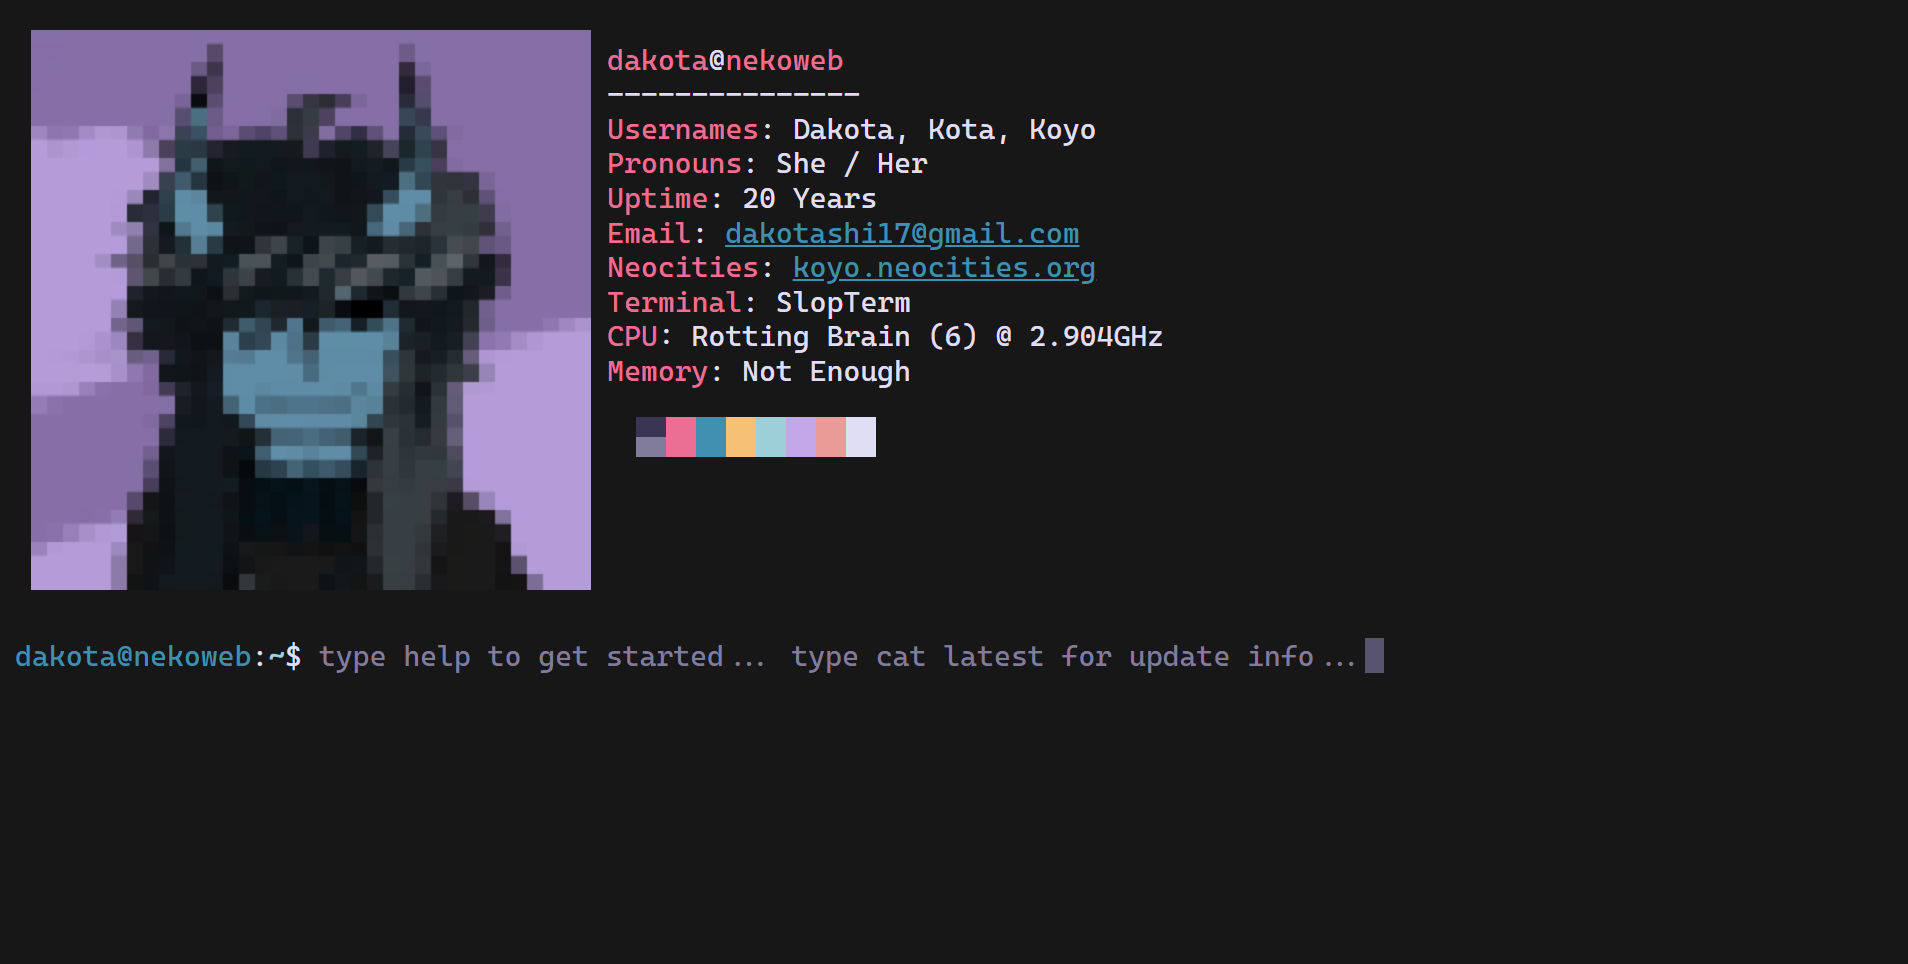 dakota@nekoweb
---------------
Usernames: Dakota, Kota, Koyo
Pronouns: She / Her
Uptime: 20 Years
Email: dakotashi17@gmail.com
Neocities: koyo.neocities.org
Terminal: SlopTerm
CPU: Rotting Brain (6) @ 2.904GHz
Memory: Not Enough
dakota@nekoweb:~$ type help to get started... type cat latest for update info...